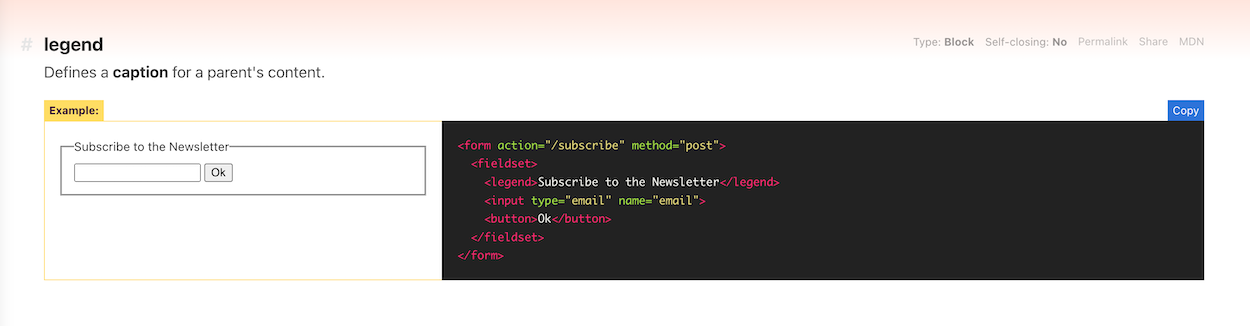 # legend
Type: Block Self-closing: No Permalink Share MDN
Defines a caption for a parent's content.
Example:
Copy
Subscribe to the Newsletter
Ok
<form action="/subscribe" method="post">
  <fieldset>
    <legend>Subscribe to the Newsletter</legend>
    <input type="email" name="email">
    <button>Ok</button>
  </fieldset>
</form>